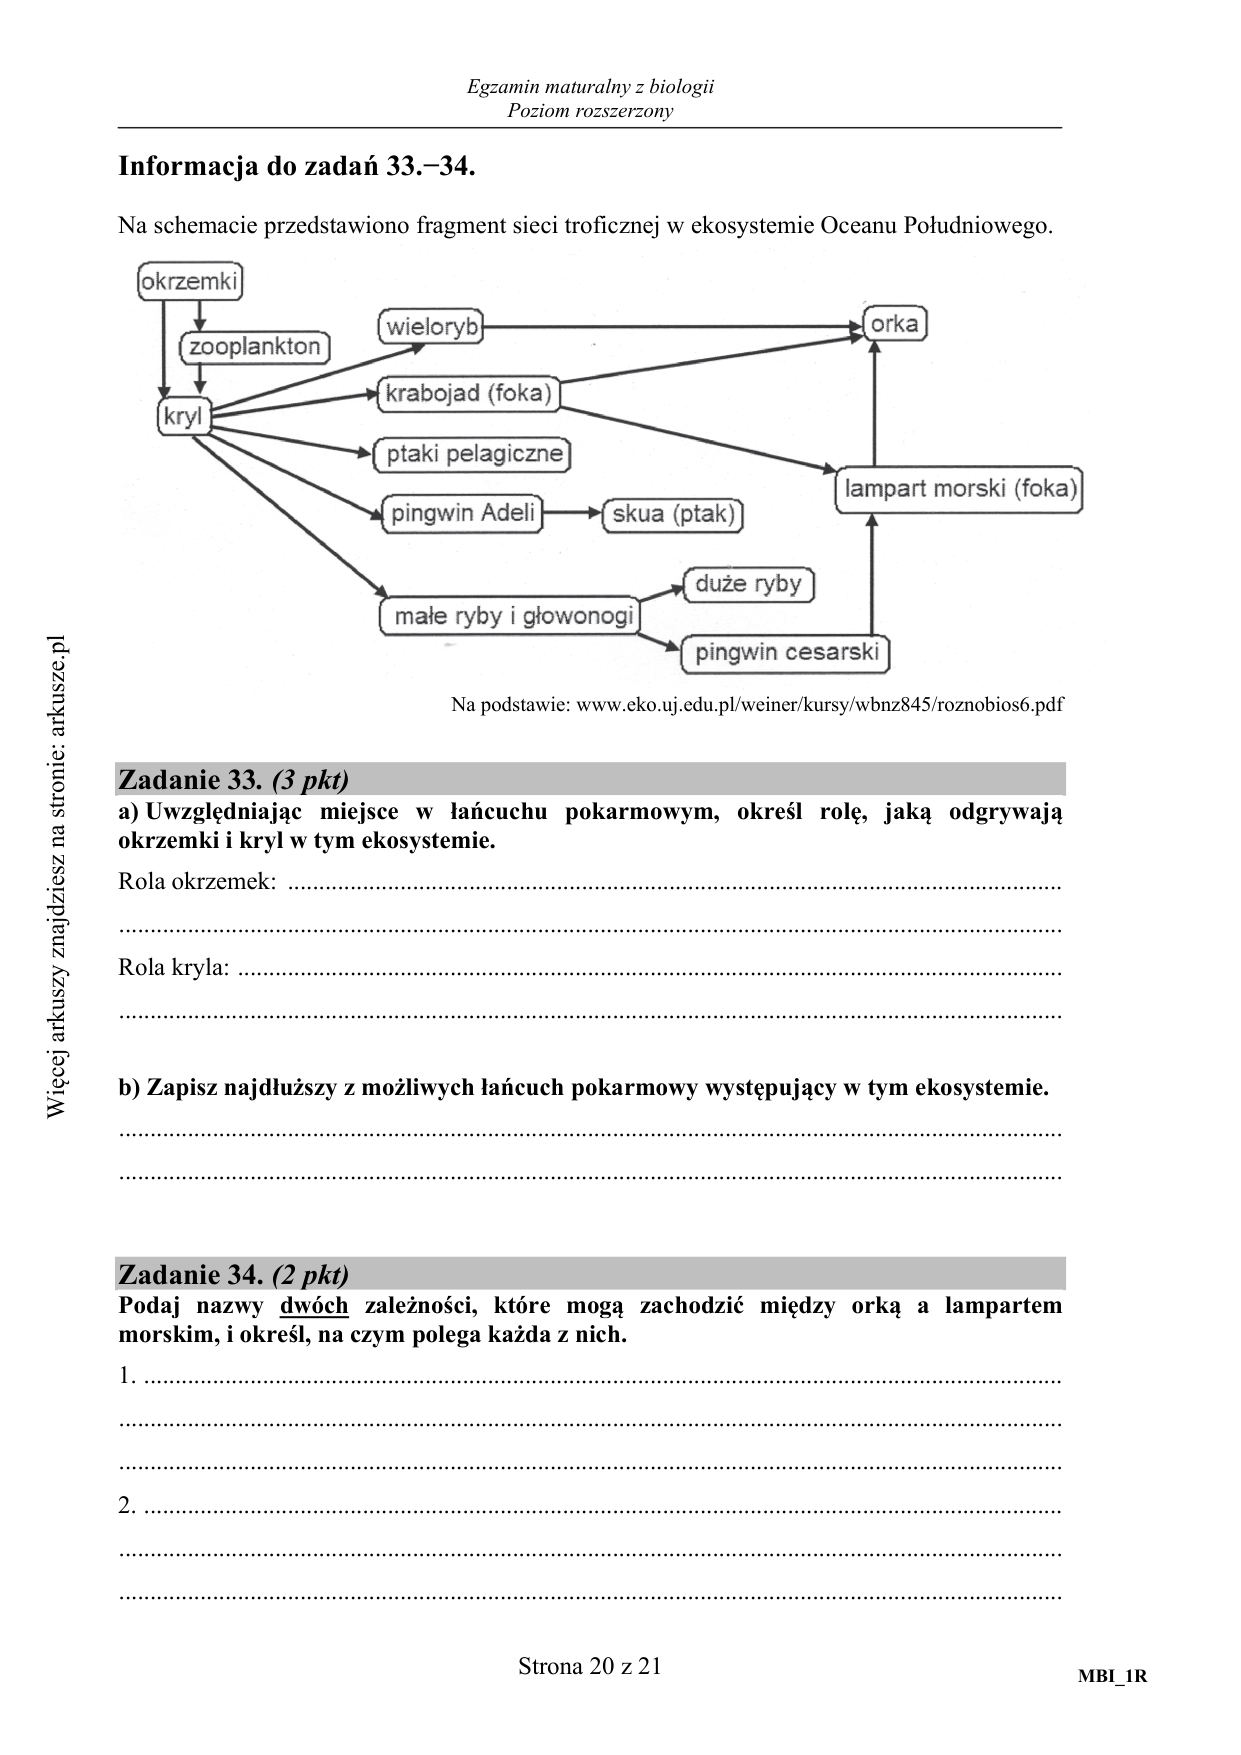 Egzamin maturalny z biologii
Poziom rozszerzony
Informacja do zadań 33.−34.
Na schemacie przedstawiono fragment sieci troficznej w ekosystemie Oceanu Południowego.
okrzemki
zooplankton
kryl
wieloryb
orka
krabojad (foka)
ptaki pelagiczne
lampart morski (foka)
pingwin Adeli
skua (ptak)
duże ryby
małe ryby i głowonogi
pingwin cesarski
Na podstawie: www.eko.uj.edu.pl/weiner/kursy/wbnz845/roznobios6.pdf
Zadanie 33. (3 pkt)
a) Uwzględniając miejsce w łańcuchu pokarmowym, określ rolę, jaką odgrywają
okrzemki i kryl w tym ekosystemie.
Rola okrzemek: ..............................................................................................................................
.........................................................................................................................................................
Rola kryla: ......................................................................................................................................
.........................................................................................................................................................
b) Zapisz najdłuższy z możliwych łańcuch pokarmowy występujący w tym ekosystemie.
.........................................................................................................................................................
.........................................................................................................................................................
Zadanie 34. (2 pkt)
Podaj nazwy dwóch zależności, które mogą zachodzić między orką a lampartem
morskim, i określ, na czym polega każda z nich.
1. .....................................................................................................................................................
.........................................................................................................................................................
.........................................................................................................................................................
2. .....................................................................................................................................................
.........................................................................................................................................................
.........................................................................................................................................................
Strona 20 z 21
MBI_1R
Więcej arkuszy znajdziesz na stronie: arkusze.pl